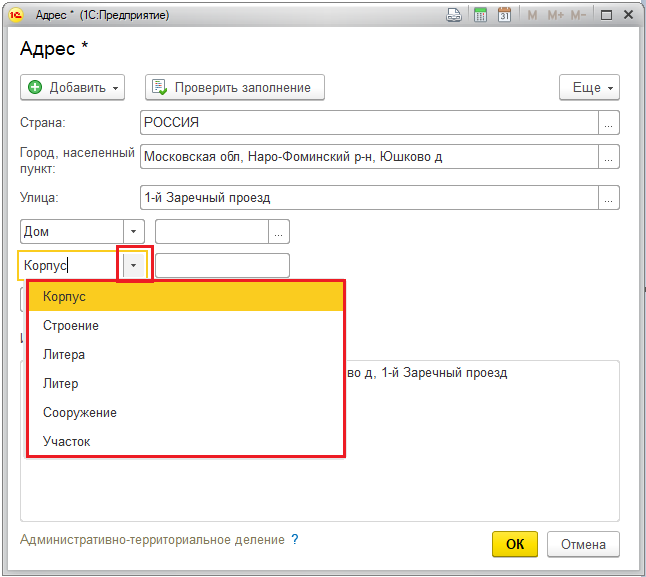 Адрес * (1С:Предприятие)
31 M M+ M-
Адрес *
Добавить Проверить заполнение Еще
Страна: РОССИЯ ...
Город, населенный пункт: Московская обл, Наро-Фоминский р-н, Юшково д ...
Улица: 1-й Заречный проезд ...
Дом ...
Корпус
Корпус
Строение
Литера
Литер
Сооружение
Участок
во д, 1-й Заречный проезд
Административно-территориальное деление ?
ОК Отмена